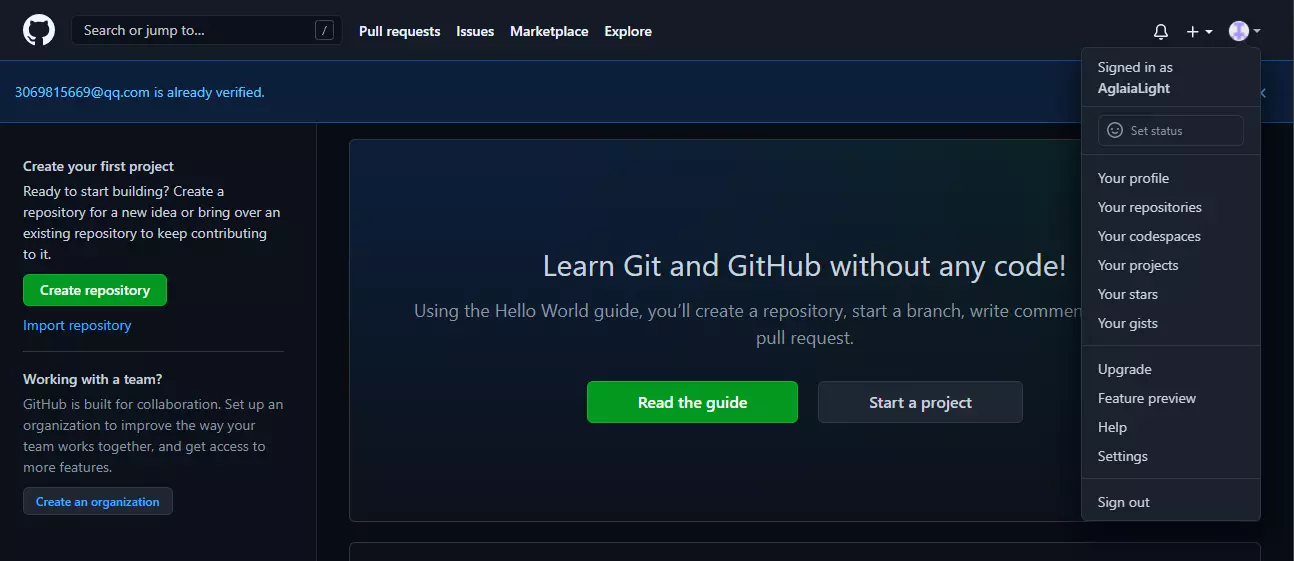 Search or jump to... /
Pull requests
Issues
Marketplace
Explore
3069815669@qq.com is already verified.
Create your first project
Ready to start building? Create a
repository for a new idea or bring over an
existing repository to keep contributing
to it.
Create repository
Import repository
Working with a team?
GitHub is built for collaboration. Set up an
organization to improve the way your
team works together, and get access to
more features.
Create an organization
Learn Git and GitHub without any code!
Using the Hello World guide, you’ll create a repository, start a branch, write
pull request.
Read the guide
Start a project
Signed in as
AglaiaLight
Set status
Your profile
Your repositories
Your codespaces
Your projects
Your stars
Your gists
Upgrade
Feature preview
Help
Settings
Sign out